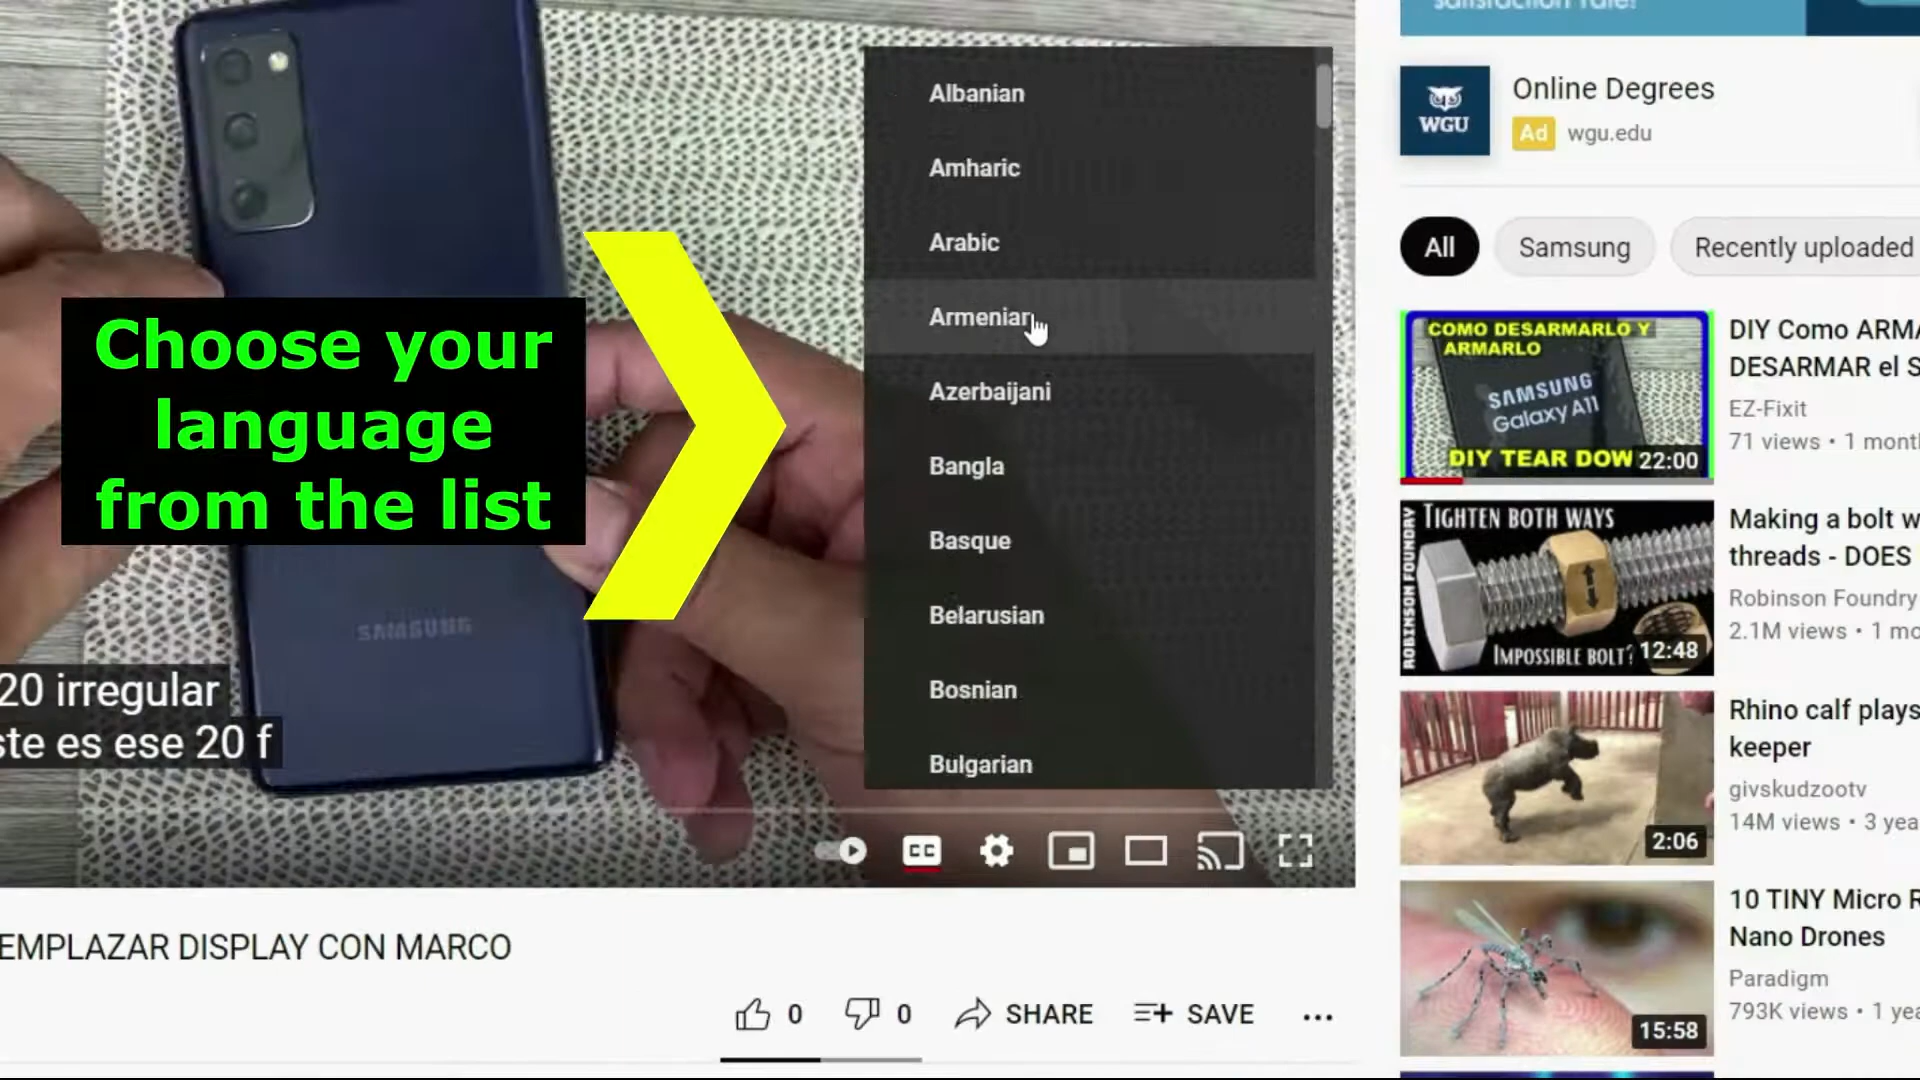 satisfaction rate!
Albanian
Amharic
Arabic
Armenian
Azerbaijani
Bangla
Basque
Belarusian
Bosnian
Bulgarian
Choose your
language
from the list
SAMSUNG
20 irregular
ste es ese 20 f
CC
EMPLAZAR DISPLAY CON MARCO
0
0
SHARE
SAVE
WGU
Online Degrees
Ad wgu.edu
All
Samsung
Recently uploaded
COMO DESARMARLO Y
ARMARLO
SAMSUNG
Galaxy A11
DIY TEAR DOW
22:00
DIY Como ARMA
DESARMAR el S
EZ-Fixit
71 views • 1 month
TIGHTEN BOTH WAYS
ROBINSON FOUNDRY
IMPOSSIBLE BOLT?
12:48
Making a bolt w
threads - DOES
Robinson Foundry
2.1M views • 1 mo
2:06
Rhino calf plays
keeper
givskudzootv
14M views • 3 yea
15:58
10 TINY Micro R
Nano Drones
Paradigm
793K views • 1 yea